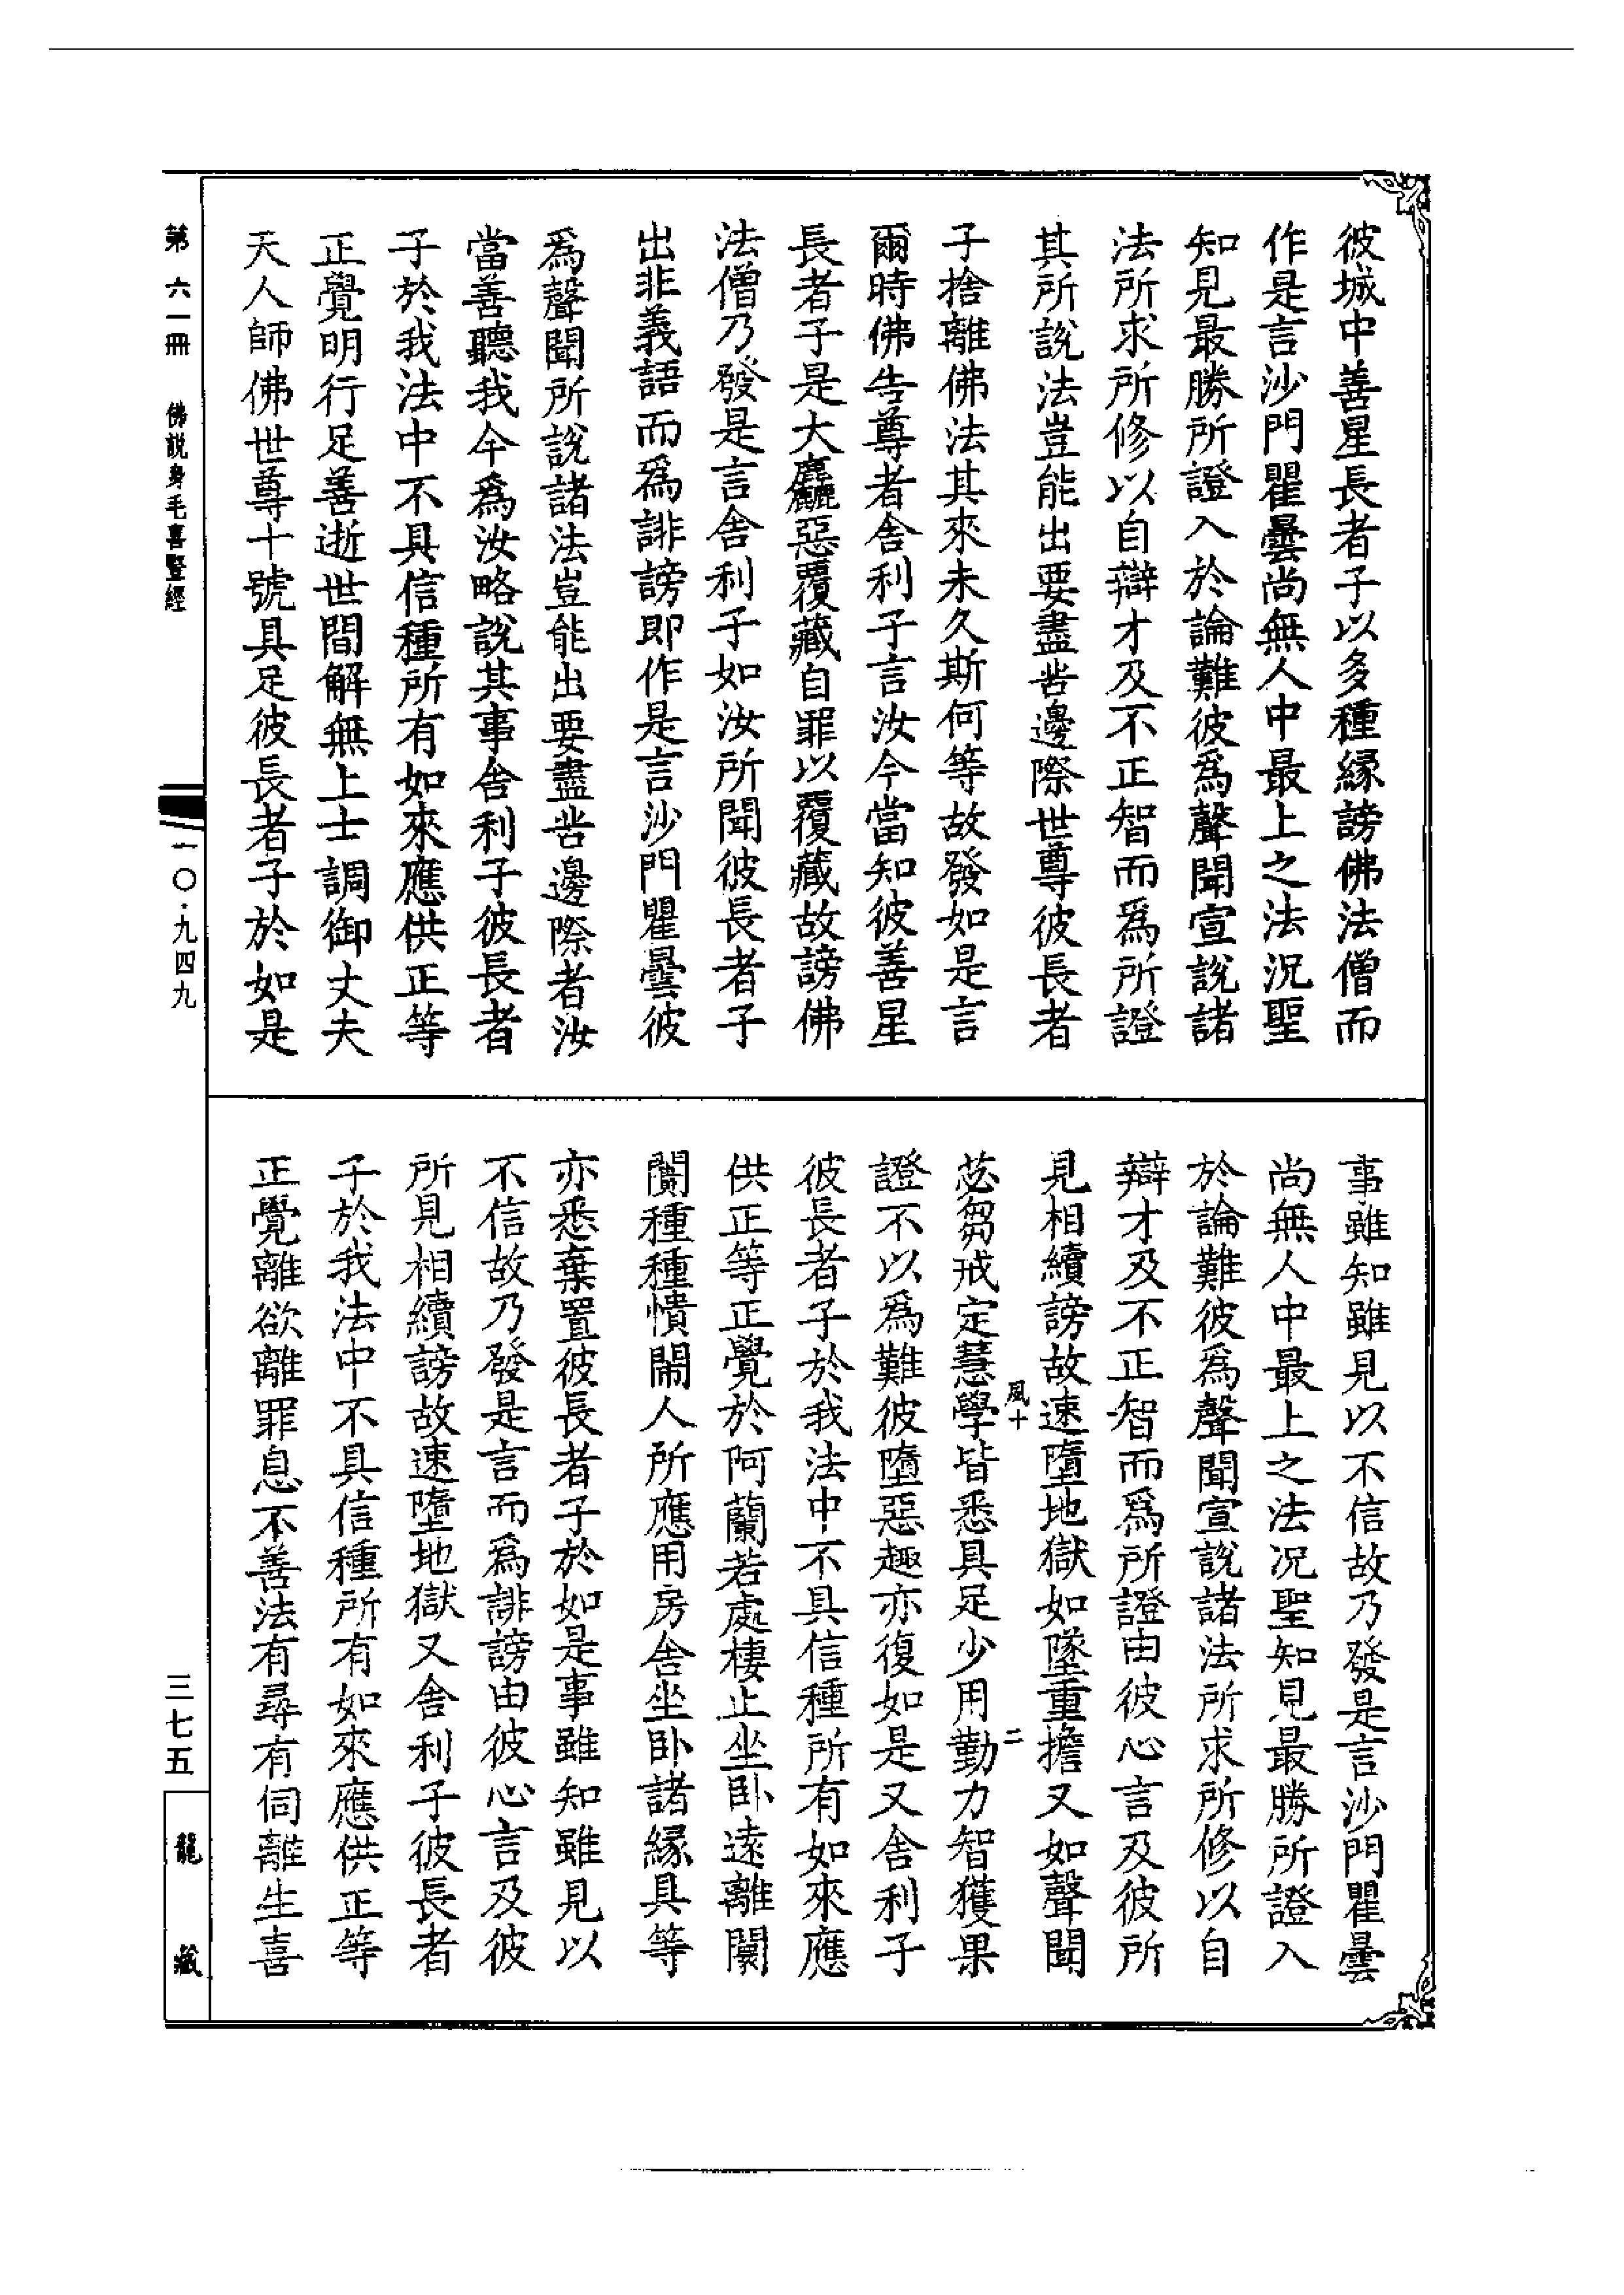 彼城中善星長者子以多種緣謗佛法僧而
作是言沙門瞿曇尚無人中最上之法況聖
知見最勝所證入於論難彼爲聲聞宣說諸
法所求所修以自辯才及不正智而爲所證
其所說法豈能出要盡苦邊際世尊彼長者
子捨離佛法其來未久斯何等故發如是言
爾時佛告尊者舍利子言汝今當知彼善星
長者子是大麤惡覆藏自罪以覆藏故謗佛
法僧乃發是言舍利子如汝所聞彼長者子
出非義語而爲誹謗即作是言沙門瞿曇彼
爲聲聞所說諸法豈能出要盡苦邊際者汝
當善聽我今爲汝略說其事舍利子彼長者
子於我法中不具信種所有如來應供正等
正覺明行足善逝世間解無上士調御丈夫
天人師佛世尊十號具足彼長者子於如是
事雖知雖見以不信故乃發是言沙門瞿曇
尚無人中最上之法況聖知見最勝所證入
於論難彼爲聲聞宣說諸法所求所修以自
辯才及不正智而爲所證由彼心言及彼所
見相續謗故速墮地獄如墜重擔又如聲聞
風十 二
苾芻戒定慧學皆悉具足少用勤力智獲果
證不以爲難彼墮惡趣亦復如是又舍利子
彼長者子於我法中不具信種所有如來應
供正等正覺於阿蘭若處棲止坐臥遠離闤
闠種種憒鬧人所應用房舍坐臥諸緣具等
亦悉棄置彼長者子於如是事雖知雖見以
不信故乃發是言而爲誹謗由彼心言及彼
所見相續謗故速墮地獄又舍利子彼長者
子於我法中不具信種所有如來應供正等
正覺離欲離罪息不善法有尋有伺離生喜
第六一冊 佛說身毛喜豎經
一〇·九四九
三七五
龍藏